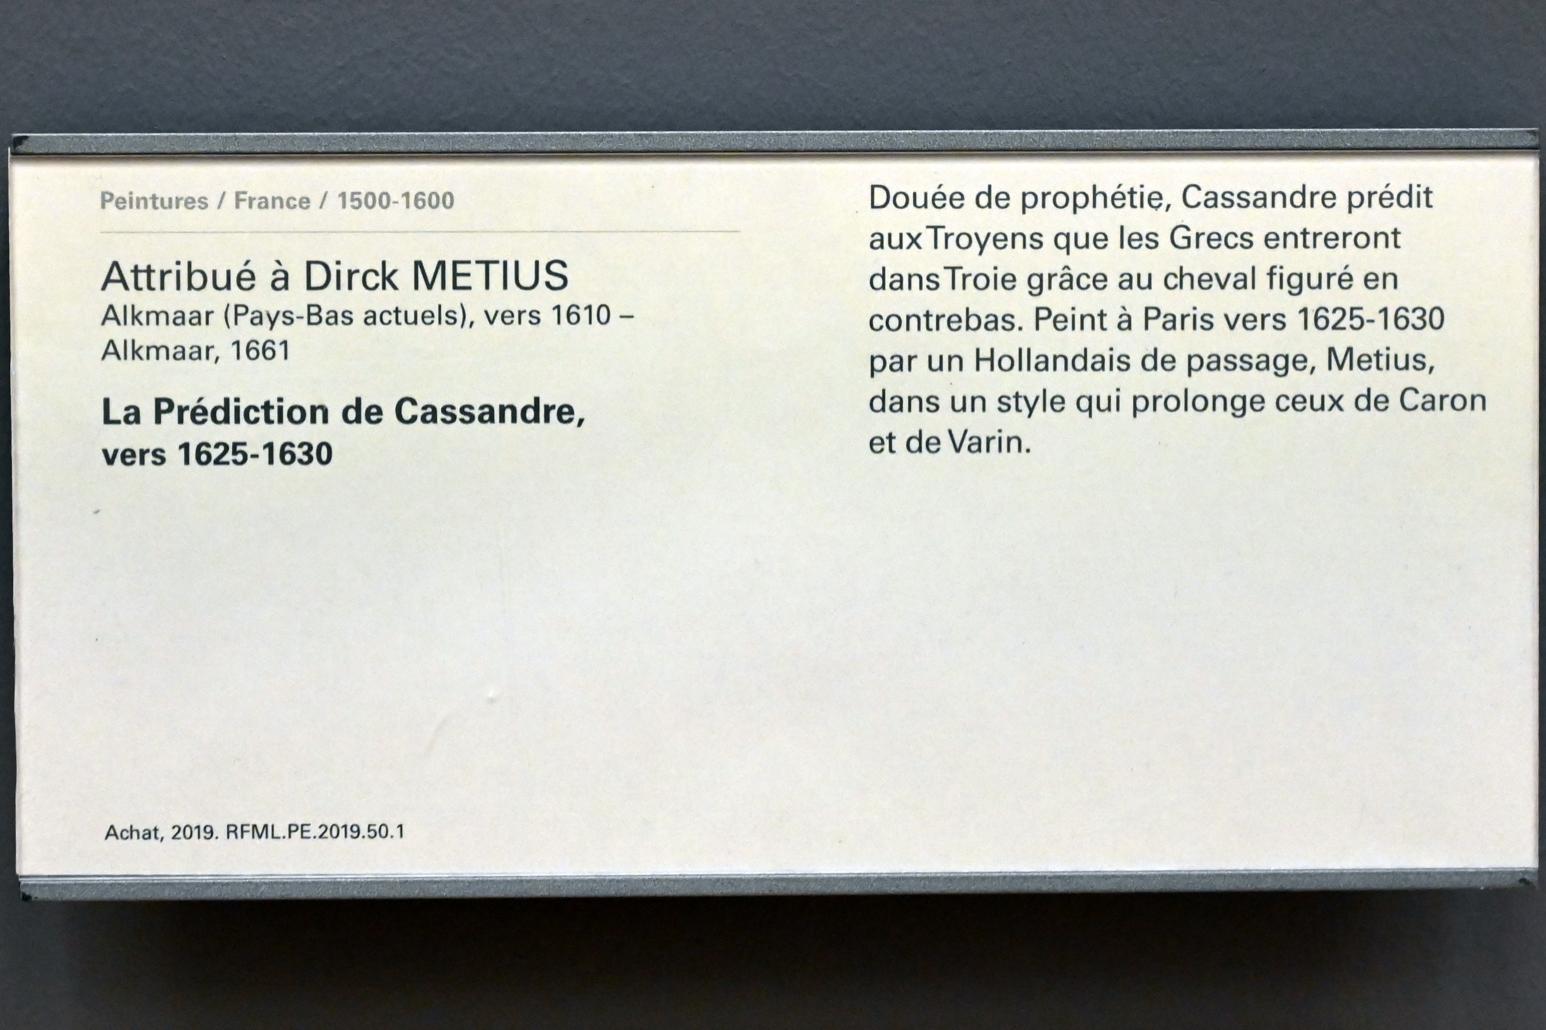 Peintures / France / 1500-1600
Attribué à Dirck METIUS
Alkmaar (Pays-Bas actuels), vers 1610 –
Alkmaar, 1661
La Prédiction de Cassandre,
vers 1625-1630
Achat, 2019. RFML.PE.2019.50.1
Douée de prophétie, Cassandre prédit
aux Troyens que les Grecs entreront
dans Troie grâce au cheval figuré en
contrebas. Peint à Paris vers 1625-1630
par un Hollandais de passage, Metius,
dans un style qui prolonge ceux de Caron
et de Varin.